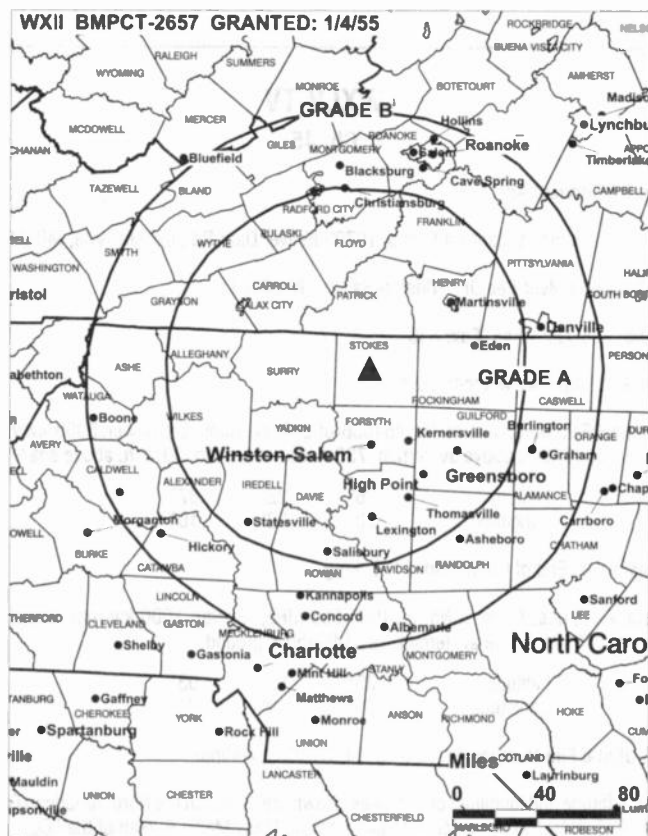 WXII BMPCT-2657 GRANTED: 1/4/55
ROCKBRIDGE
RALEIGH
SUMMERS
BUENA VISTA CITY
WYOMING
MONROE
BOTETOURT
AMHERST
GRADE B
MCDOWELL
MERCER
Hollins
GILES
ROANOKE
MONTGOMERY
Roanoke
Bluefield
Salem
Blacksburg
Timberlake
TAZEWELL
BLAND
Cave Spring
CAMPBELL
Christiansburg
RADFORD CITY
FRANKLIN
PULASKI
WYTHE
FLOYD
SMYTH
WASHINGTON
PITTSYLVANIA
CARROLL
HENRY
PATRICK
GRAYSON
Martinsville
Danville
STOKES
Eden
PERSON
ALLEGHANY
ASHE
SURRY
GRADE A
WATAUGA
ROCKINGHAM
CASWELL
Boone
WILKES
FORSYTH
GUILFORD
YADKIN
Kernersville
Burlington
ORANGE
AVERY
Winston-Salem
Graham
CALDWELL
ALEXANDER
IREDELL
High Point
Greensboro
DAVIE
ALAMANCE
Thomasville
Morganton
Statesville
Lexington
Carrboro
Hickory
Asheboro
BURKE
Salisbury
CHATHAM
CATAWBA
ROWAN
DAVIDSON
RANDOLPH
LINCOLN
Kannapolis
LEE
Sanford
CLEVELAND
GASTON
MECKLENBURG
Concord
Albemarle
Shelby
Gastonia
Charlotte
STANLY
MONTGOMERY
North Caro
Mint Hill
Gaffney
Matthews
CHEROKEE
YORK
ANSON
RICHMOND
HOKE
Spartanburg
Rock Hill
Monroe
UNION
Miles
SCOTLAND
Mauldin
LANCASTER
Laurinburg
UNION
CHESTER
0 40 80
CHESTERFIELD
MARLBORO
ROBESON